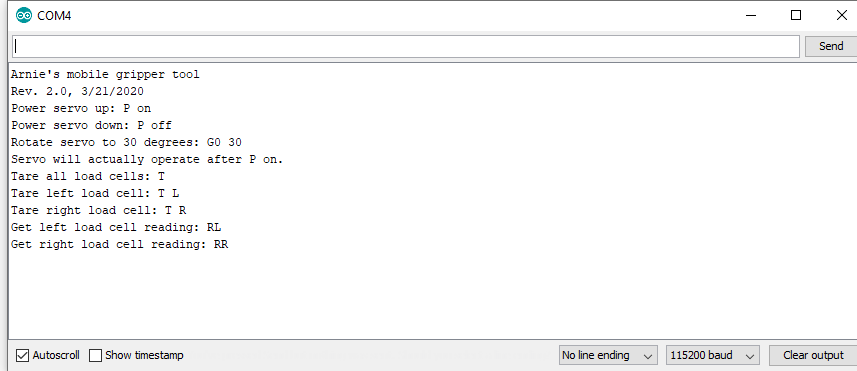 COM4
Send
Arnie's mobile gripper tool
Rev. 2.0, 3/21/2020
Power servo up: P on
Power servo down: P off
Rotate servo to 30 degrees: G0 30
Servo will actually operate after P on.
Tare all load cells: T
Tare left load cell: T L
Tare right load cell: T R
Get left load cell reading: RL
Get right load cell reading: RR
Autoscroll Show timestamp No line ending 115200 baud Clear output